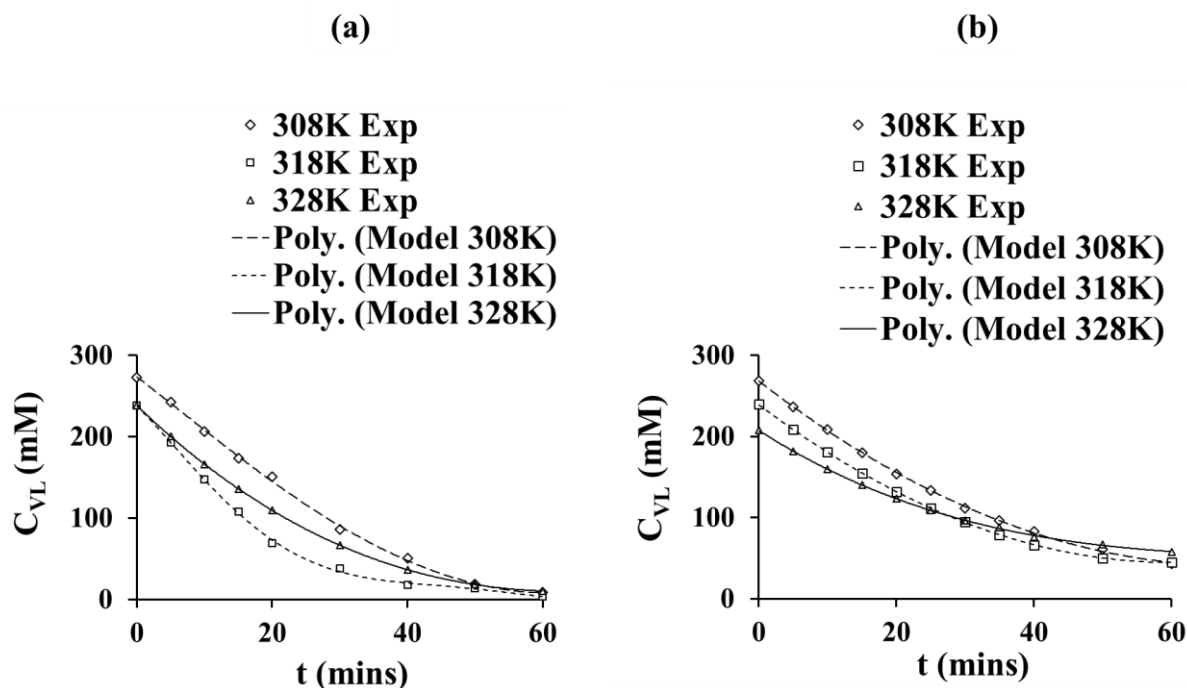 (a)
308K Exp
318K Exp
328K Exp
Poly. (Model 308K)
Poly. (Model 318K)
Poly. (Model 328K)
300
200
100
0
C_VL (mM)
0 20 40 60
t (mins)
(b)
308K Exp
318K Exp
328K Exp
Poly. (Model 308K)
Poly. (Model 318K)
Poly. (Model 328K)
300
200
100
0
C_VL (mM)
0 20 40 60
t (mins)